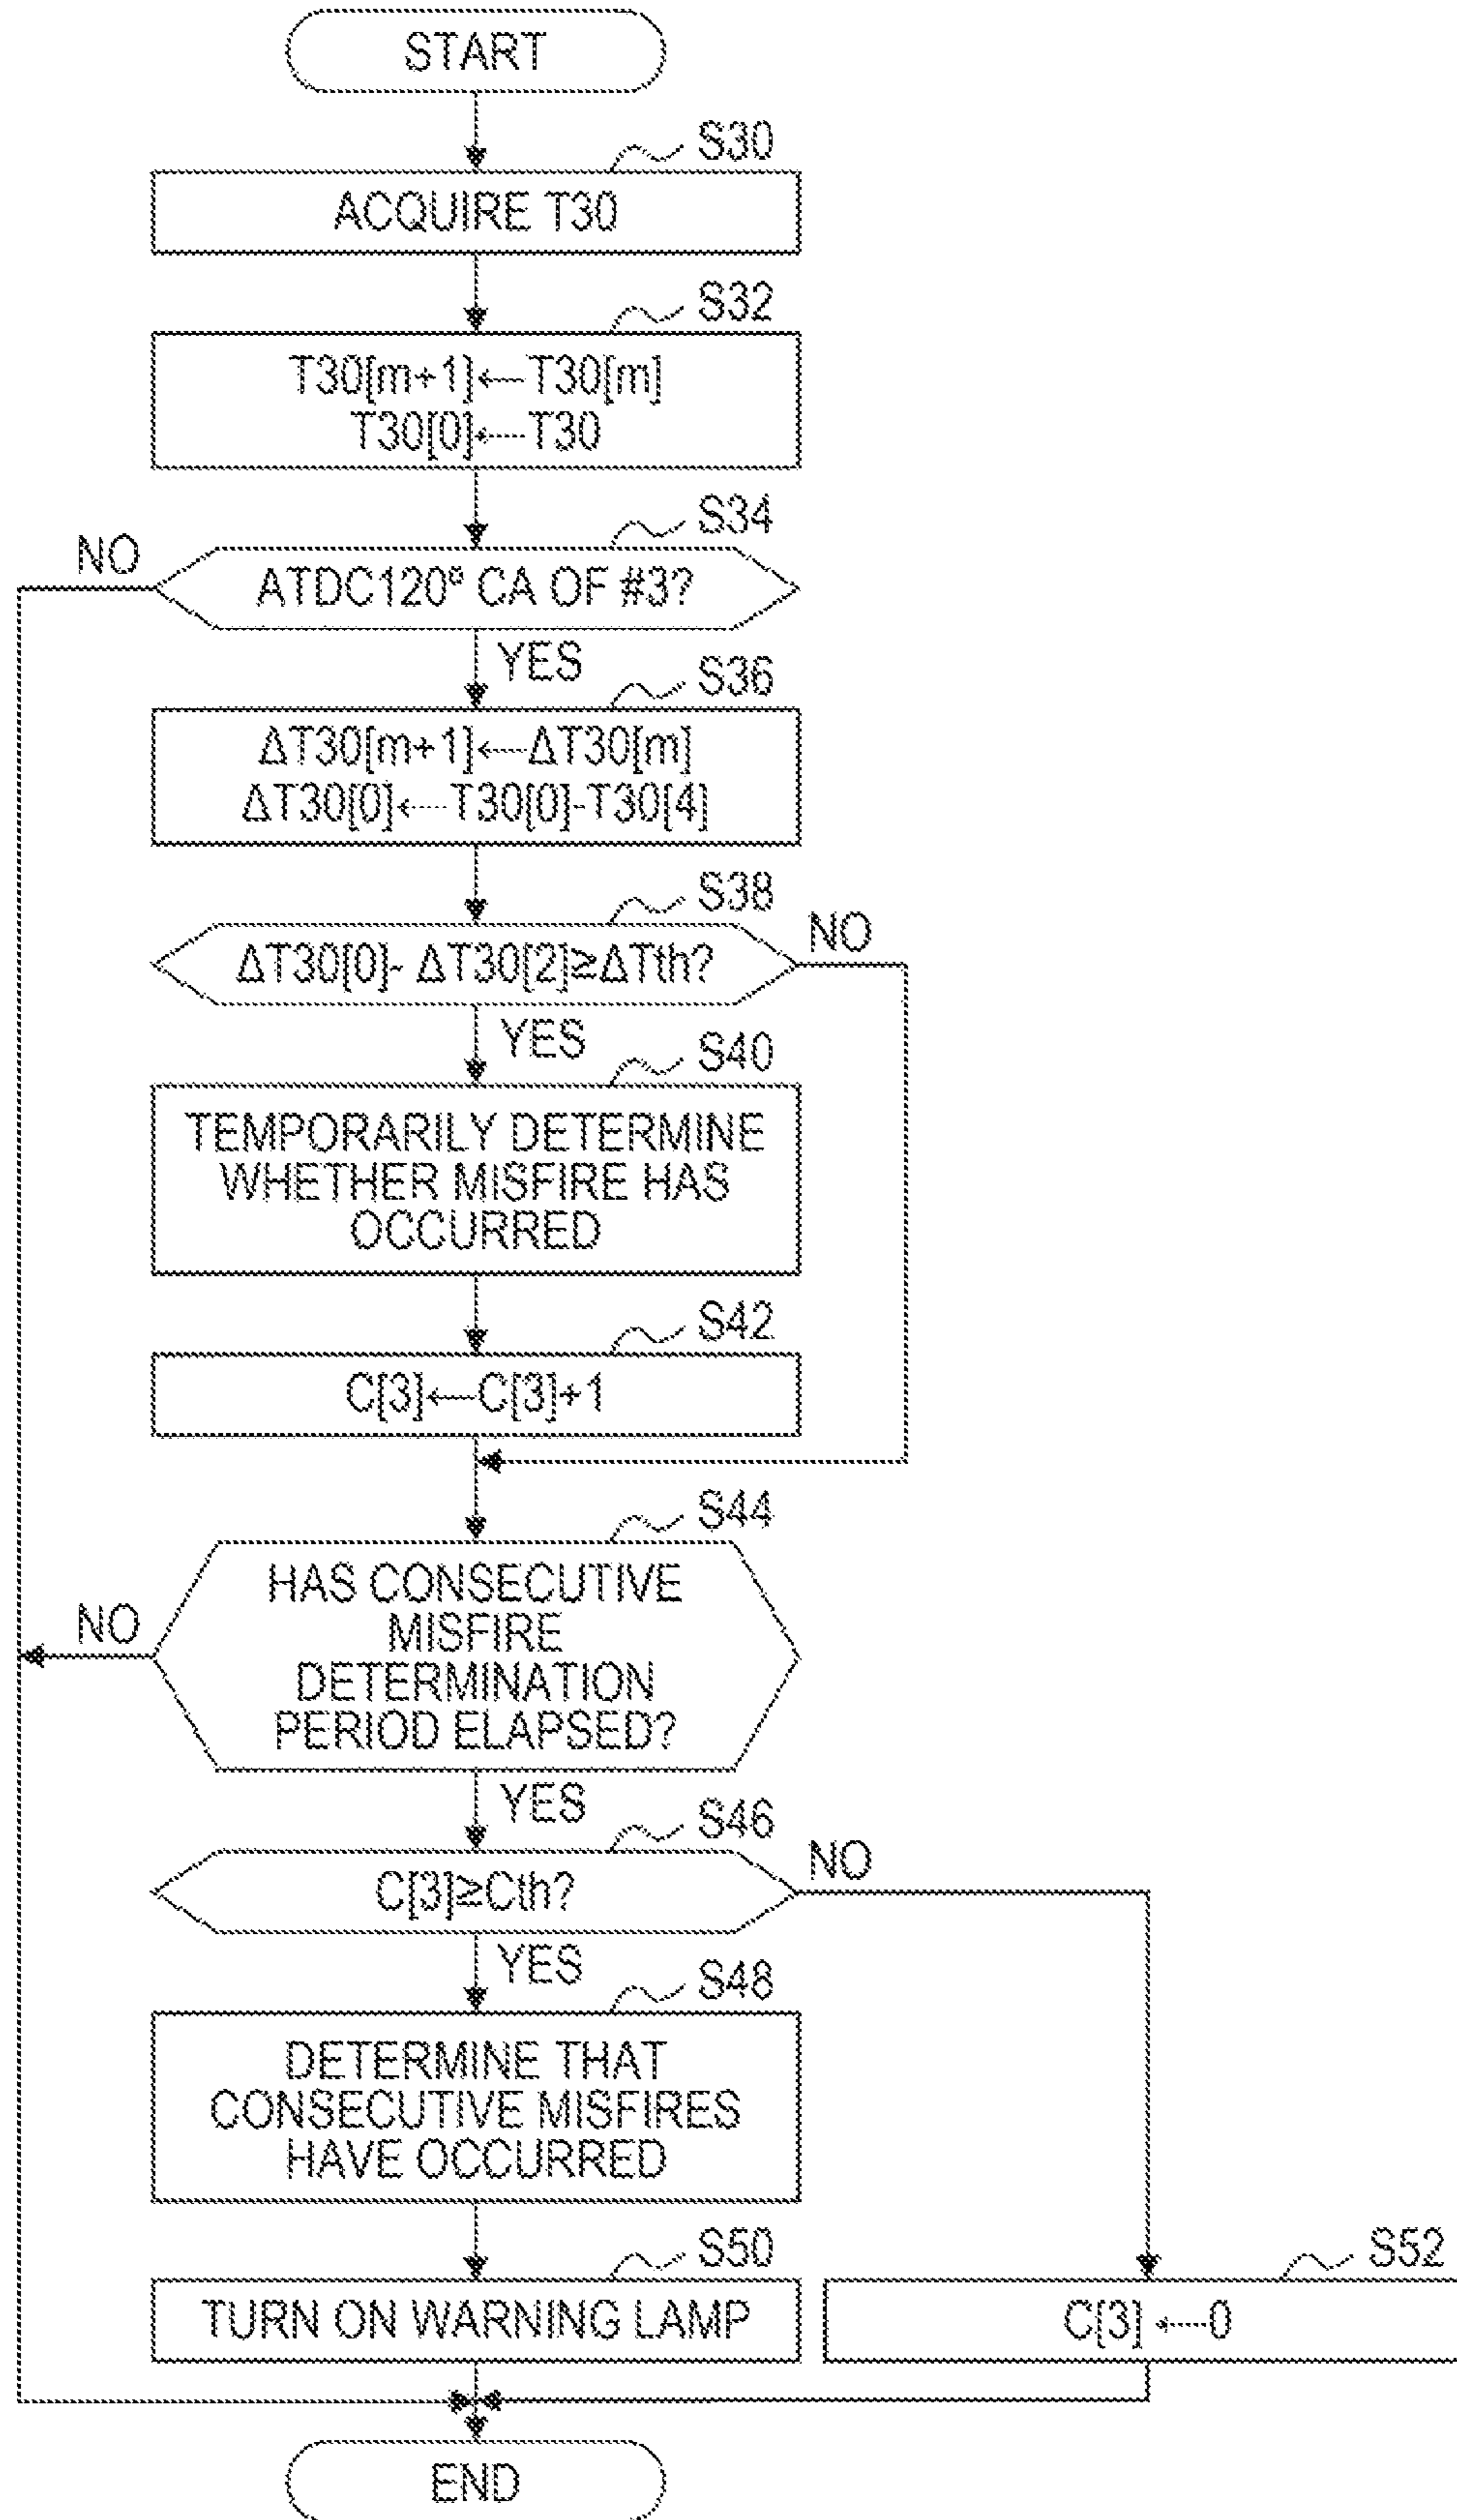 START
S30
ACQUIRE T30
S32
T30[m+1]←T30[m]
T30[0]←T30
S34
NO
ATDC120° CA OF #3?
YES
S36
ΔT30[m+1]←ΔT30[m]
ΔT30[0]←T30[0]-T30[4]
S38
NO
ΔT30[0]- ΔT30[2]≥ΔTth?
YES
S40
TEMPORARILY DETERMINE
WHETHER MISFIRE HAS
OCCURRED
S42
C[3]←C[3]+1
S44
HAS CONSECUTIVE
NO
MISFIRE
DETERMINATION
PERIOD ELAPSED?
YES
S46
NO
C[3]≥Cth?
YES
S48
DETERMINE THAT
CONSECUTIVE MISFIRES
HAVE OCCURRED
S50
S52
TURN ON WARNING LAMP
C[3] ←0
END